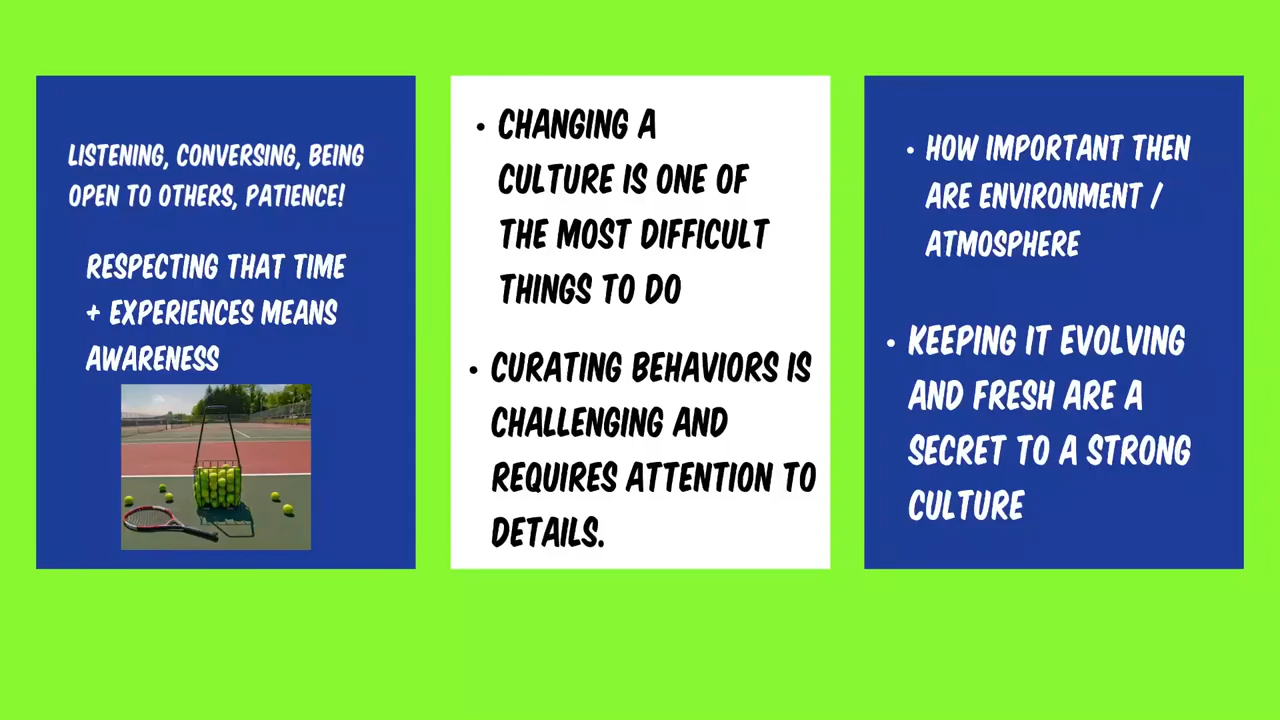 LISTENING, CONVERSING, BEING
OPEN TO OTHERS, PATIENCE!
RESPECTING THAT TIME
+ EXPERIENCES MEANS
AWARENESS
• CHANGING A
CULTURE IS ONE OF
THE MOST DIFFICULT
THINGS TO DO
• CURATING BEHAVIORS IS
CHALLENGING AND
REQUIRES ATTENTION TO
DETAILS.
• HOW IMPORTANT THEN
ARE ENVIRONMENT /
ATMOSPHERE
• KEEPING IT EVOLVING
AND FRESH ARE A
SECRET TO A STRONG
CULTURE